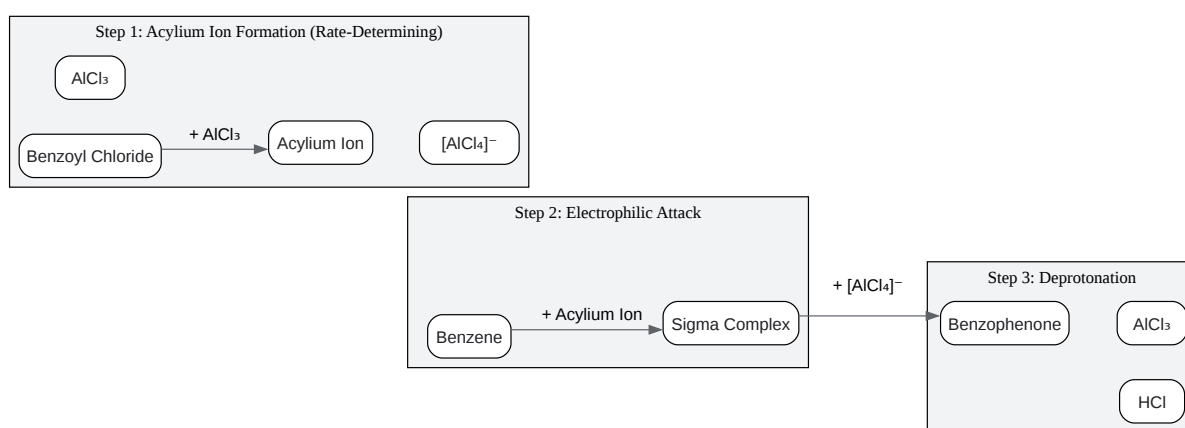 Step 1: Acylium Ion Formation (Rate-Determining)
AlCl₃
Benzoyl Chloride
+ AlCl₃
Acylium Ion
[AlCl₄]⁻
Step 2: Electrophilic Attack
Benzene
+ Acylium Ion
Sigma Complex
+ [AlCl₄]⁻
Step 3: Deprotonation
Benzophenone
AlCl₃
HCl